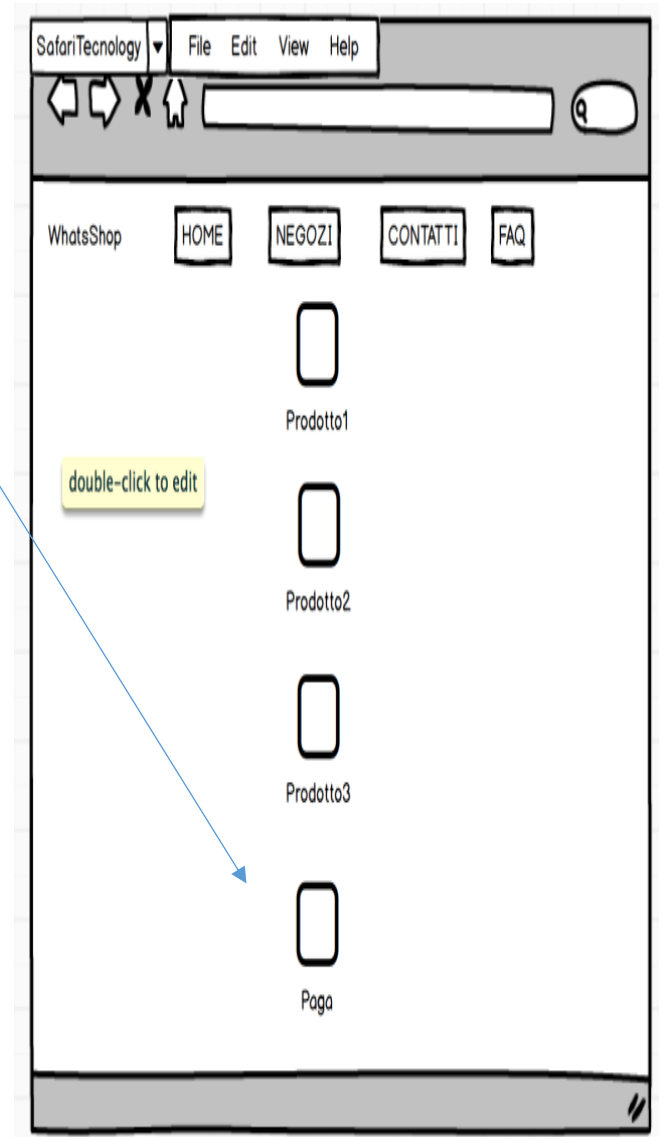 SafariTecnology File Edit View Help
WhatsShop HOME NEGOZI CONTATTI FAQ
Prodotto1
double-click to edit
Prodotto2
Prodotto3
Paga